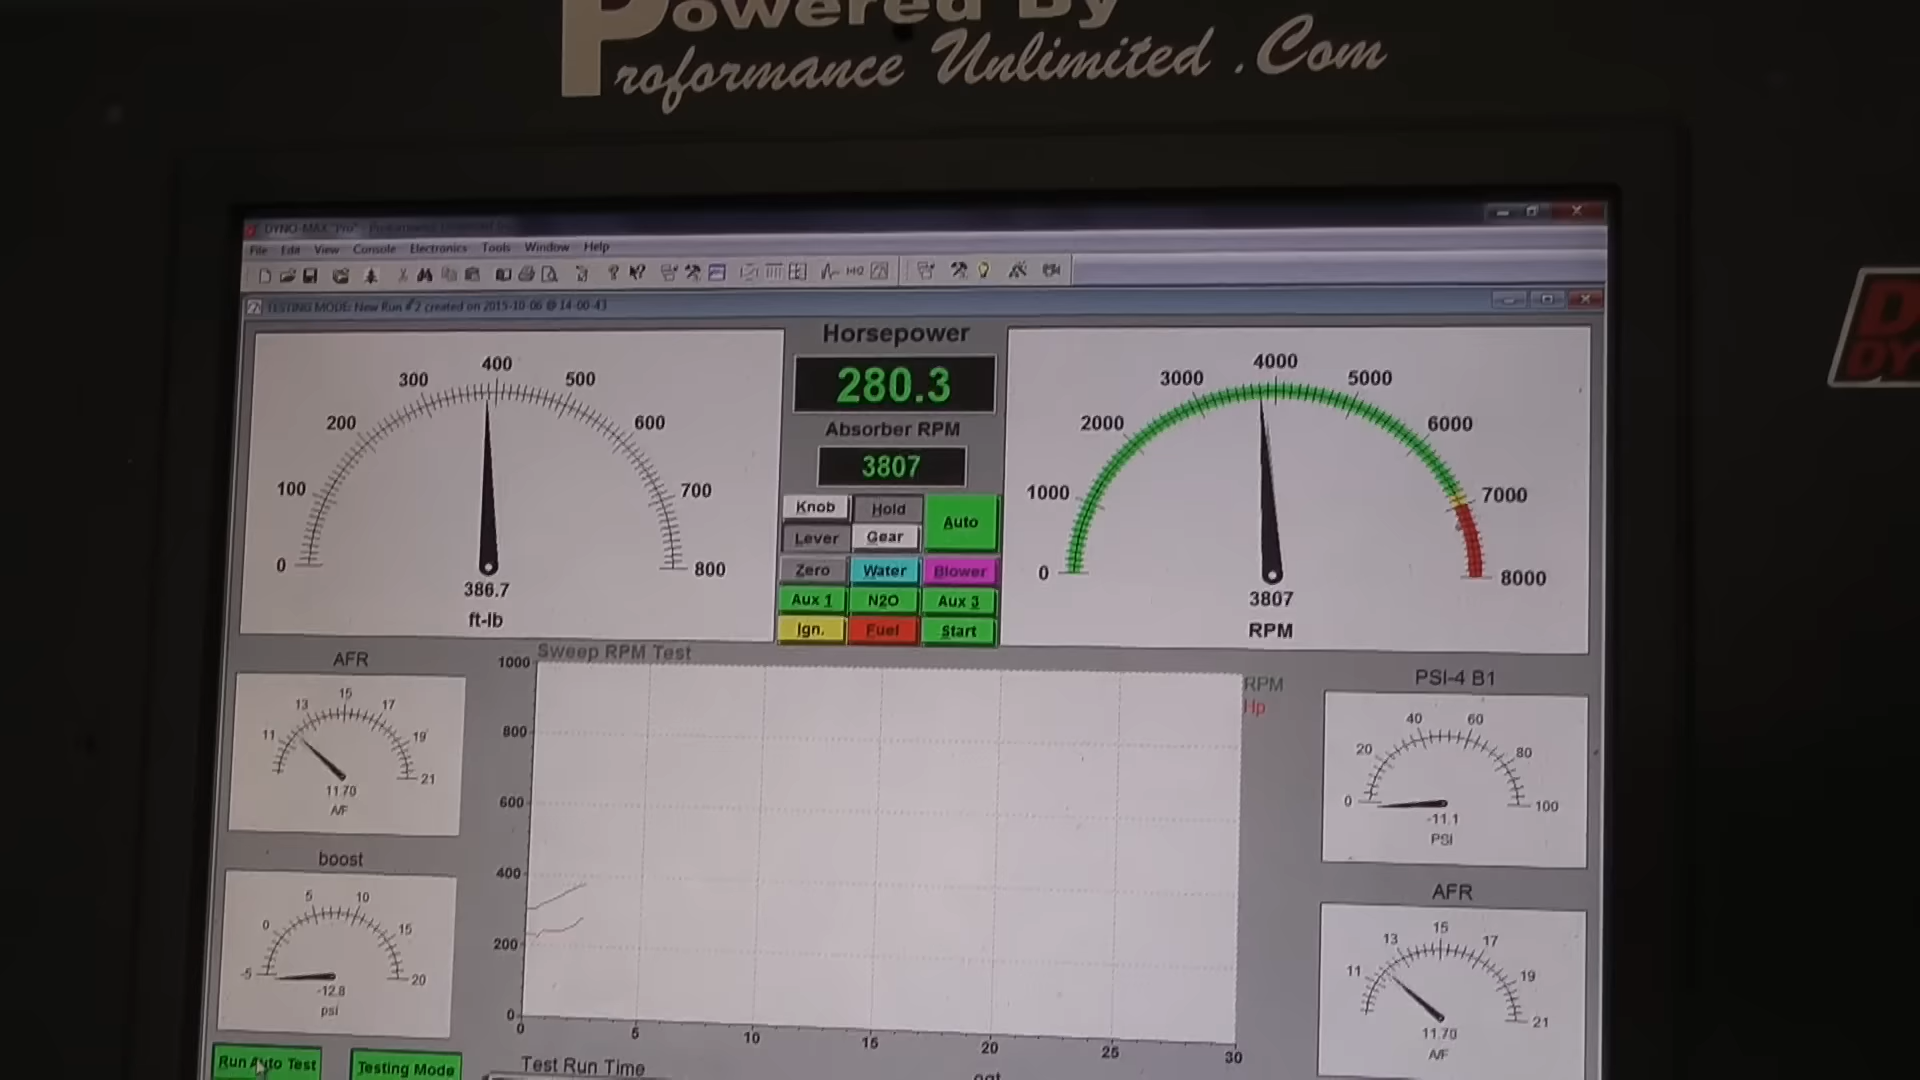 Powered By
Proformance Unlimited .Com
DYNO-MAX "Pro" -
File Edit View Console Electronics Tools Window Help
TESTING MODE: New Run #2 created on 2015-10-06 @ 14-00-43
0 100 200 300 400 500 600 700 800
386.7
ft-lb
Horsepower
280.3
Absorber RPM
3807
Knob Hold Auto
Lever Gear
Zero Water Blower
Aux 1 N2O Aux 3
Ign. Fuel Start
0 1000 2000 3000 4000 5000 6000 7000 8000
3807
RPM
AFR
11 13 15 17 19 21
11.70
A/F
boost
-5 0 5 10 15 20
-12.8
psi
Run Auto Test
Testing Mode
Sweep RPM Test
1000
800
600
400
200
0
0 5 10 15 20 25 30
Test Run Time
RPM
Hp
PSI-4 B1
0 20 40 60 80 100
-11.1
PSI
AFR
11 13 15 17 19 21
11.70
A/F
D
DY